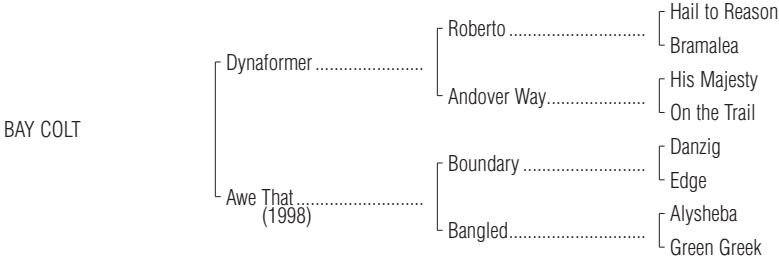 Hail to Reason
Roberto ............................
Bramalea
Dynaformer ......................
His Majesty
Andover Way....................
On the Trail
BAY COLT
Danzig
Boundary .........................
Edge
Awe That..........................
(1998)
Alysheba
Bangled............................
Green Greek